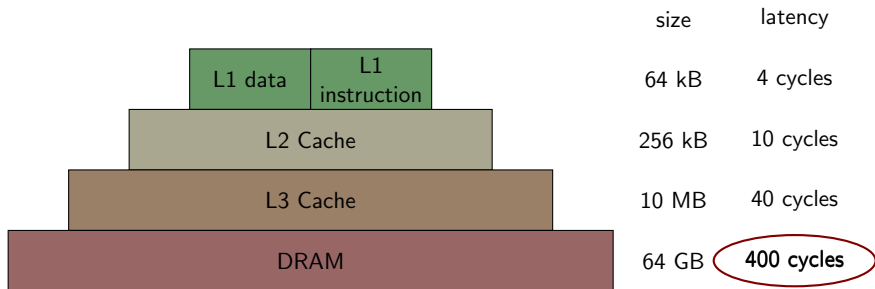 size latency
L1 data L1 instruction 64 kB 4 cycles
L2 Cache 256 kB 10 cycles
L3 Cache 10 MB 40 cycles
DRAM 64 GB 400 cycles